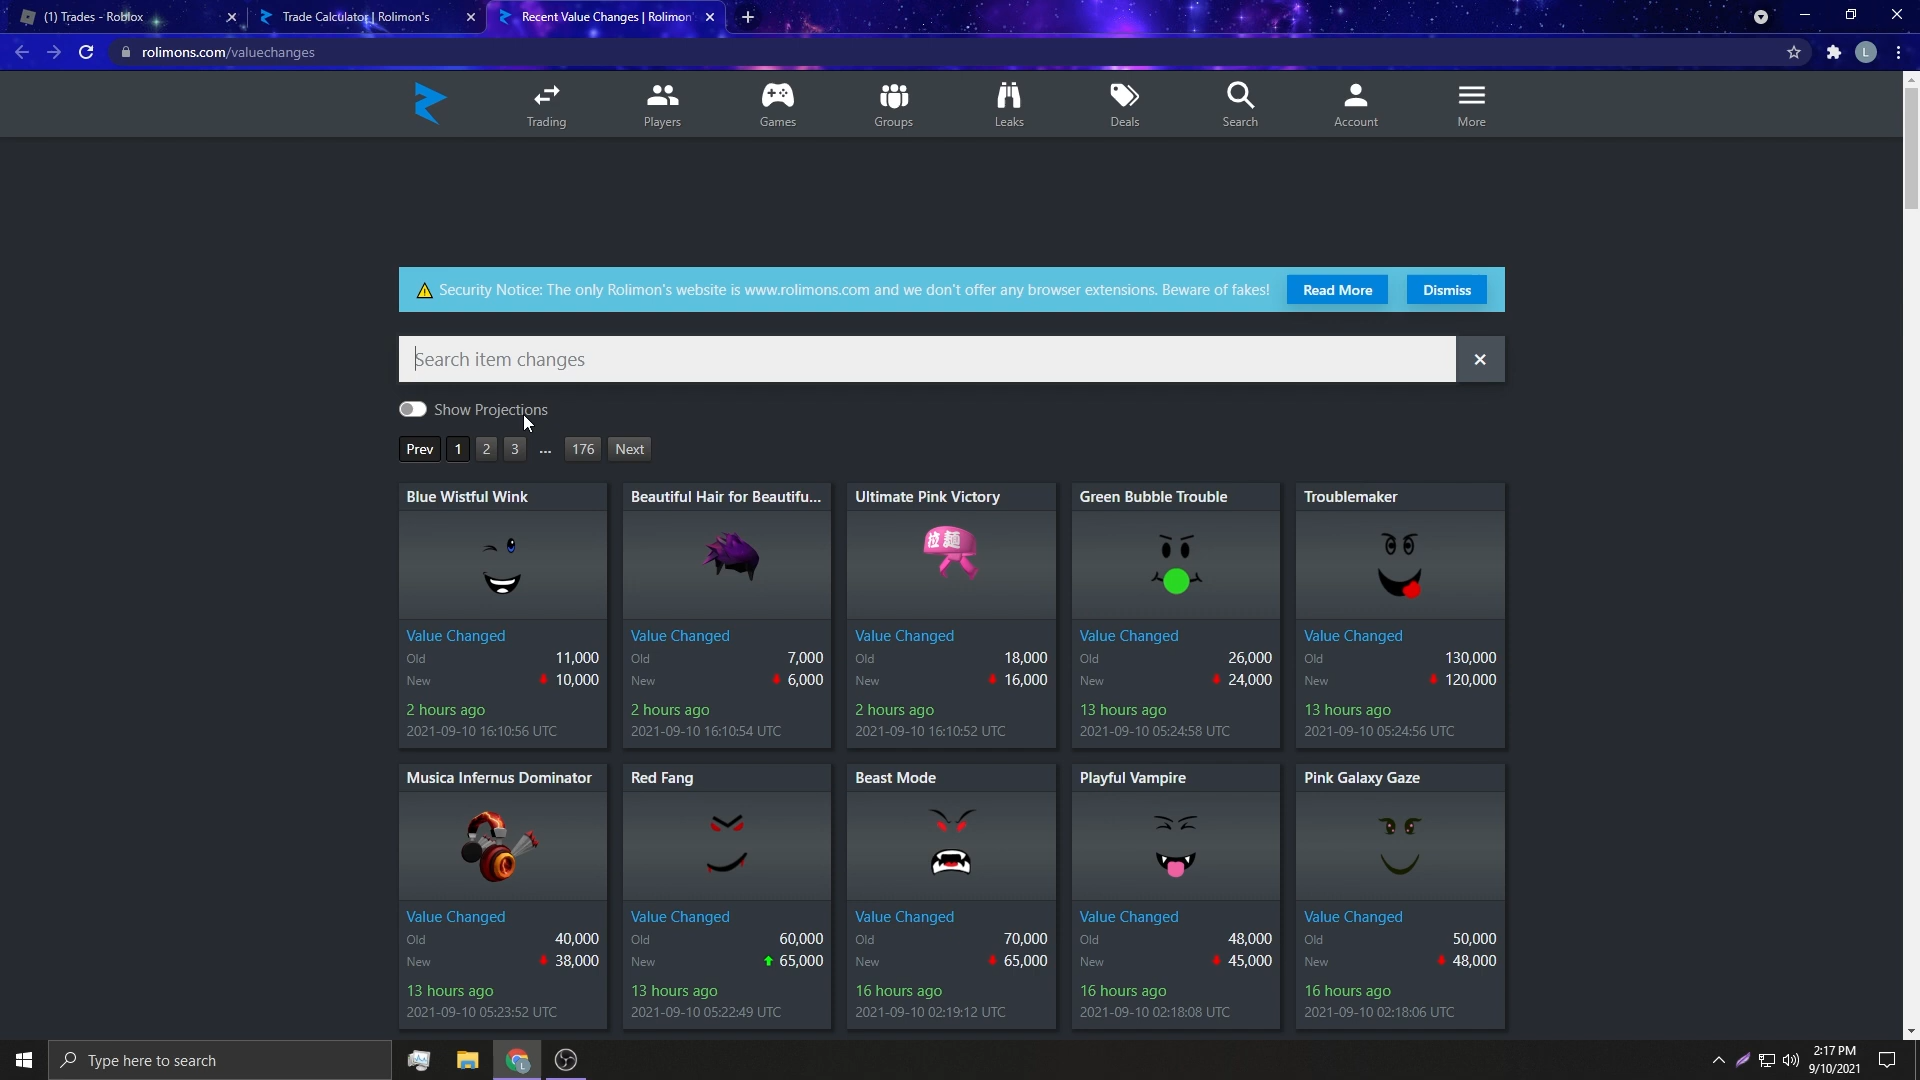 (1) Trades - Roblox
Trade Calculator | Rolimon's
Recent Value Changes | Rolimon
rolimons.com/valuechanges
L
Trading
Players
Games
Groups
Leaks
Deals
Search
Account
More
Security Notice: The only Rolimon's website is www.rolimons.com and we don't offer any browser extensions. Beware of fakes!
Read More
Dismiss
Search item changes
Show Projections
Prev 1 2 3 ... 176 Next
Blue Wistful Wink
Value Changed
Old 11,000
New 10,000
2 hours ago
2021-09-10 16:10:56 UTC
Beautiful Hair for Beautifu...
Value Changed
Old 7,000
New 6,000
2 hours ago
2021-09-10 16:10:54 UTC
Ultimate Pink Victory
拉麺
Value Changed
Old 18,000
New 16,000
2 hours ago
2021-09-10 16:10:52 UTC
Green Bubble Trouble
Value Changed
Old 26,000
New 24,000
13 hours ago
2021-09-10 05:24:58 UTC
Troublemaker
Value Changed
Old 130,000
New 120,000
13 hours ago
2021-09-10 05:24:56 UTC
Musica Infernus Dominator
Value Changed
Old 40,000
New 38,000
13 hours ago
2021-09-10 05:23:52 UTC
Red Fang
Value Changed
Old 60,000
New 65,000
13 hours ago
2021-09-10 05:22:49 UTC
Beast Mode
Value Changed
Old 70,000
New 65,000
16 hours ago
2021-09-10 02:19:12 UTC
Playful Vampire
Value Changed
Old 48,000
New 45,000
16 hours ago
2021-09-10 02:18:08 UTC
Pink Galaxy Gaze
Value Changed
Old 50,000
New 48,000
16 hours ago
2021-09-10 02:18:06 UTC
Type here to search
L
2:17 PM
9/10/2021